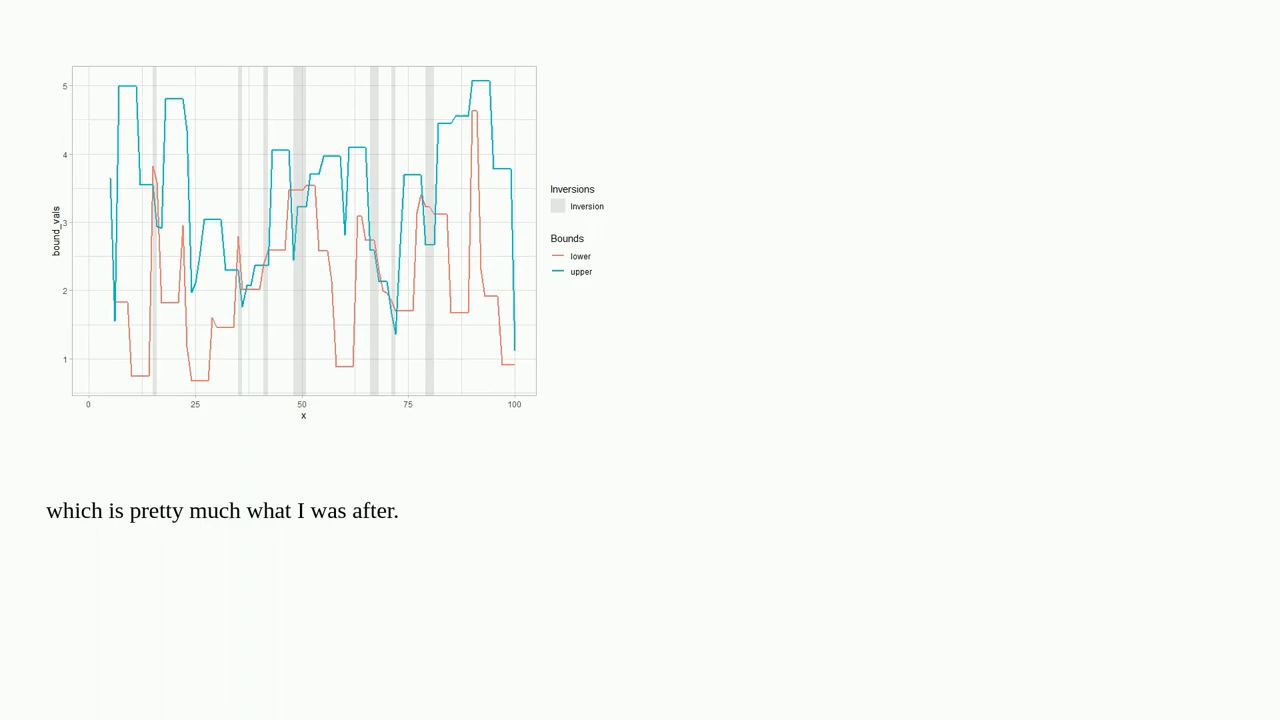 5
4
3
2
1
bound_vals
0 25 50 75 100
x
Inversions
Inversion
Bounds
lower
upper
which is pretty much what I was after.